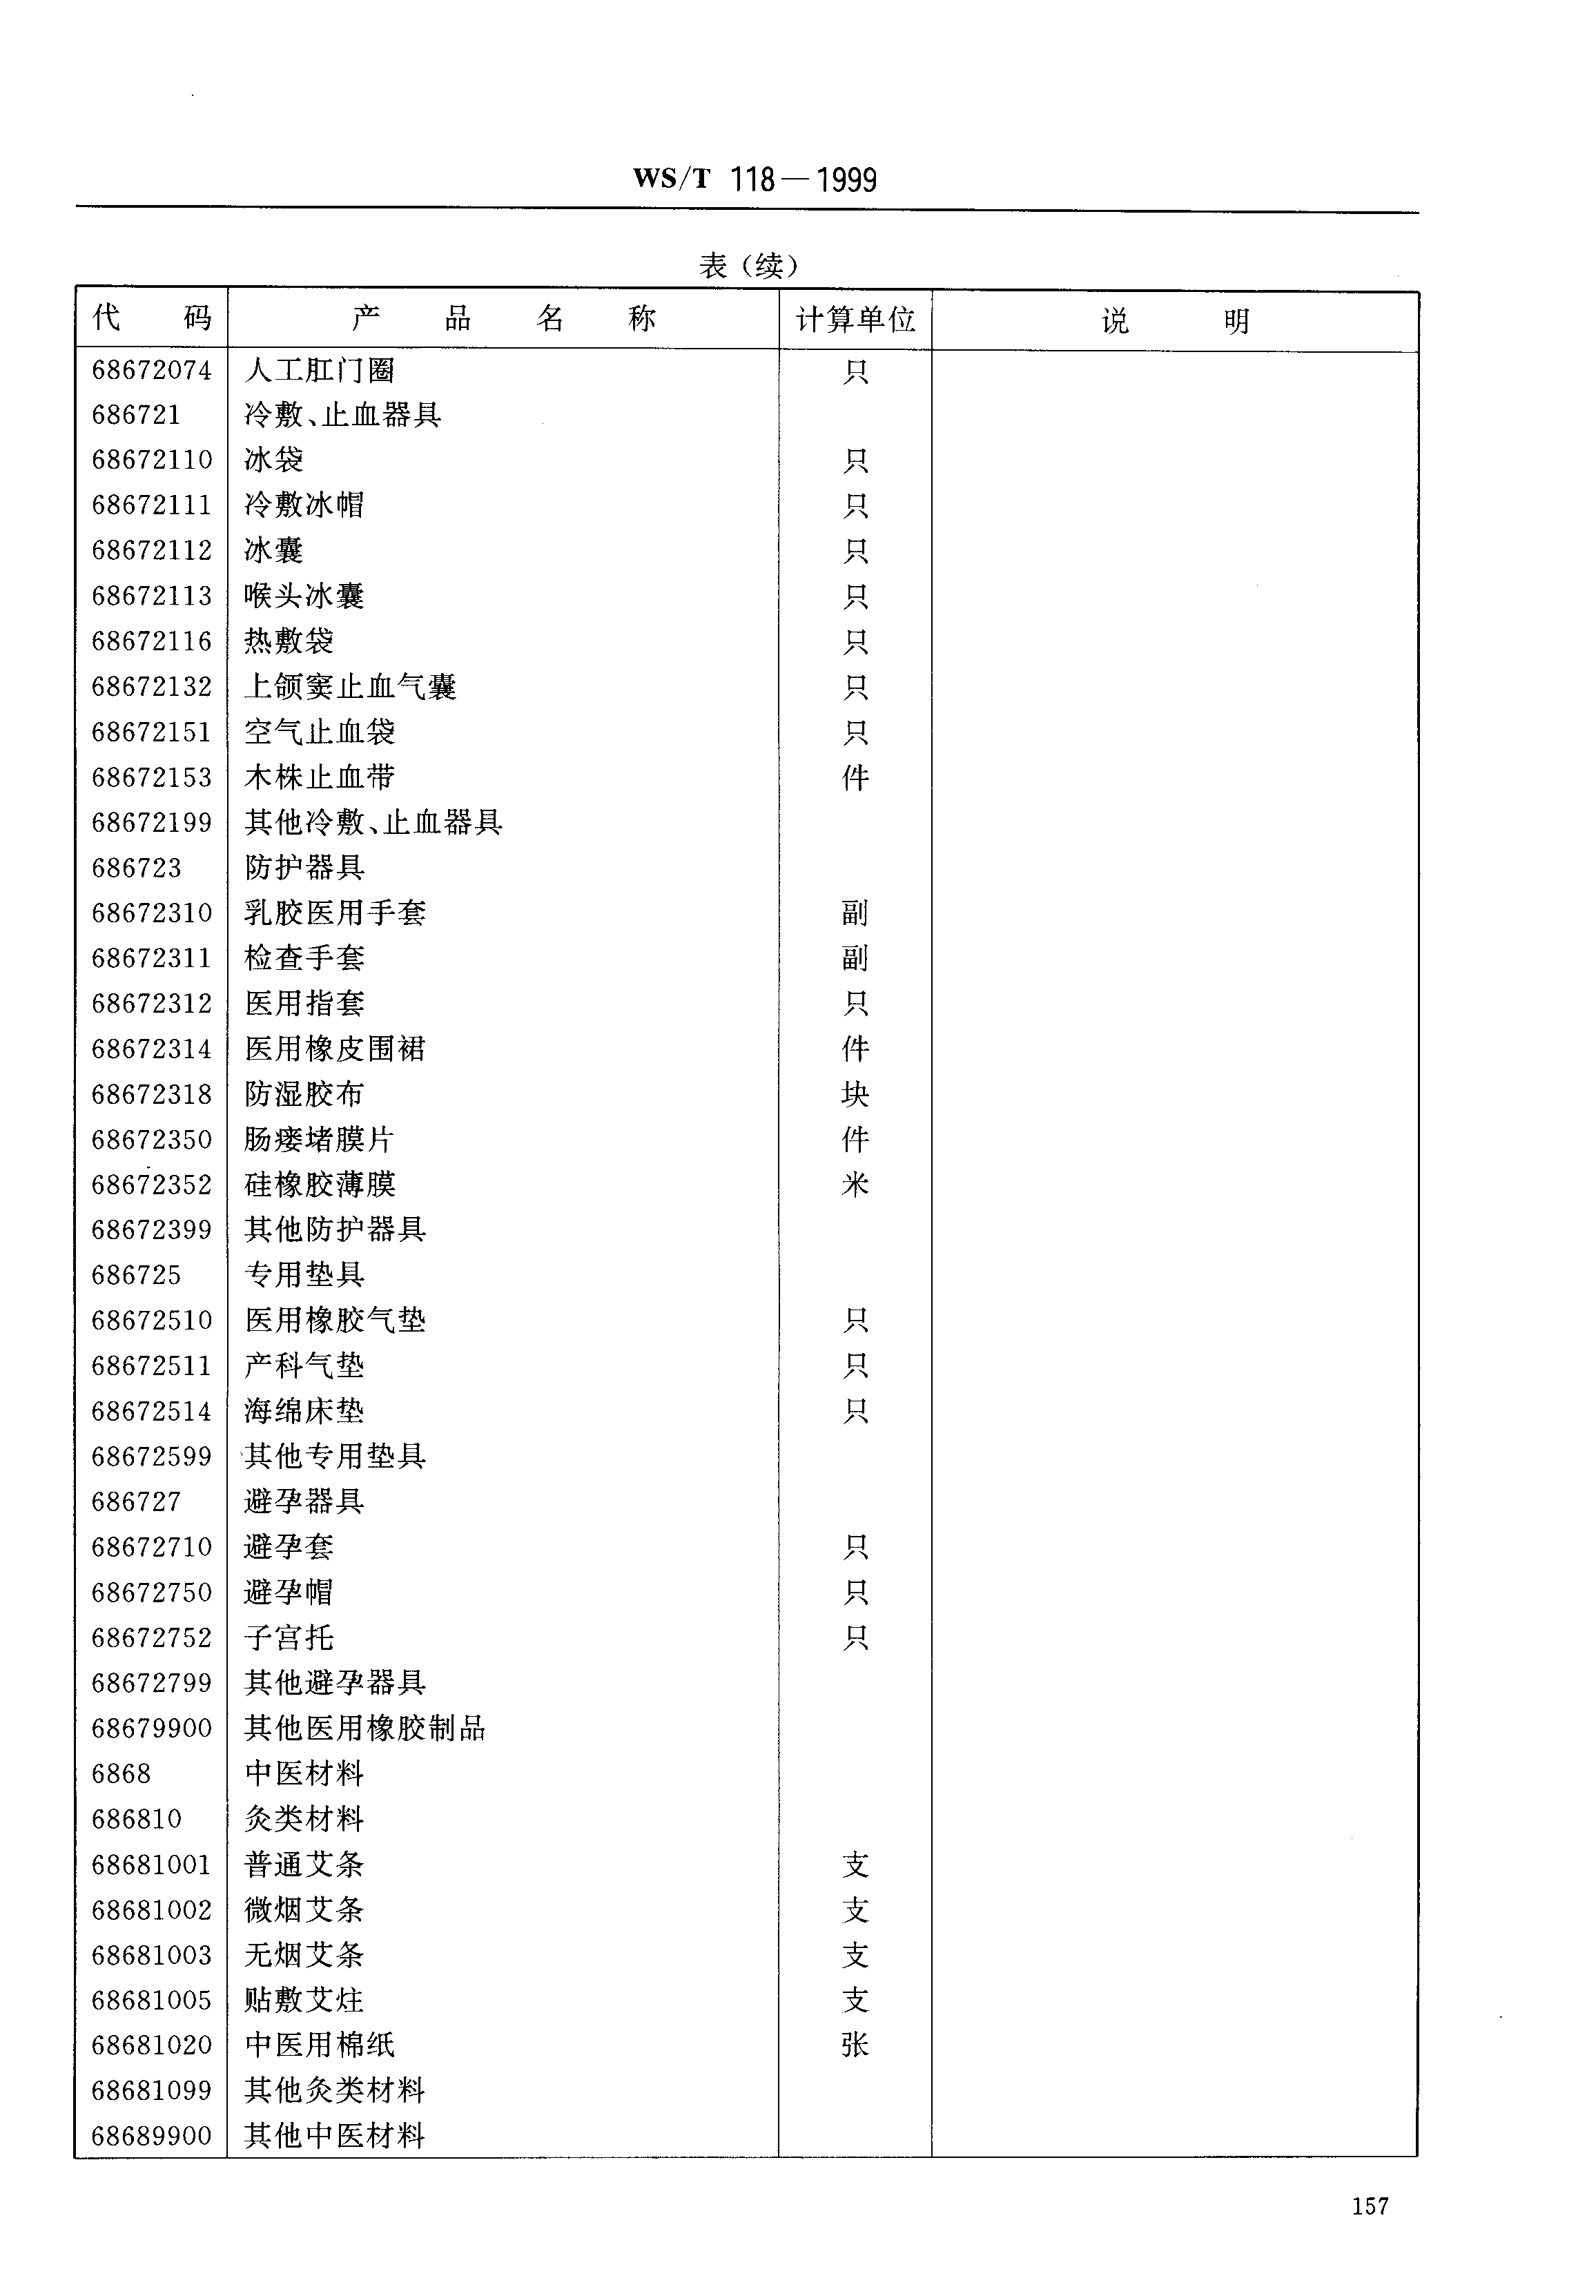 WS/T 118—1999
表（续）
代 码 产 品 名 称 计算单位 说 明
68672074 人工肛门圈 只
686721 冷敷、止血器具
68672110 冰袋 只
68672111 冷敷冰帽 只
68672112 冰囊 只
68672113 喉头冰囊 只
68672116 热敷袋 只
68672132 上颌窦止血气囊 只
68672151 空气止血袋 只
68672153 木株止血带 件
68672199 其他冷敷、止血器具
686723 防护器具
68672310 乳胶医用手套 副
68672311 检查手套 副
68672312 医用指套 只
68672314 医用橡皮围裙 件
68672318 防湿胶布 块
68672350 肠瘘堵膜片 件
68672352 硅橡胶薄膜 米
68672399 其他防护器具
686725 专用垫具
68672510 医用橡胶气垫 只
68672511 产科气垫 只
68672514 海绵床垫 只
68672599 其他专用垫具
686727 避孕器具
68672710 避孕套 只
68672750 避孕帽 只
68672752 子宫托 只
68672799 其他避孕器具
68679900 其他医用橡胶制品
6868 中医材料
686810 灸类材料
68681001 普通艾条 支
68681002 微烟艾条 支
68681003 无烟艾条 支
68681005 贴敷艾炷 支
68681020 中医用棉纸 张
68681099 其他灸类材料
68689900 其他中医材料
157